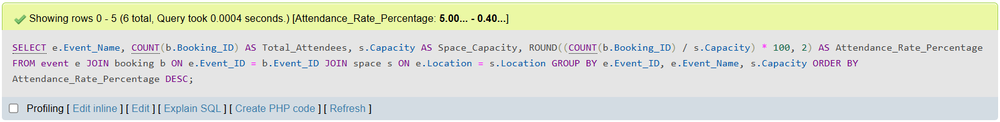 Showing rows 0 - 5 (6 total, Query took 0.0004 seconds.) [Attendance_Rate_Percentage: 5.00... - 0.40...]
SELECT e.Event_Name, COUNT(b.Booking_ID) AS Total_Attendees, s.Capacity AS Space_Capacity, ROUND((COUNT(b.Booking_ID) / s.Capacity) * 100, 2) AS Attendance_Rate_Percentage
FROM event e JOIN booking b ON e.Event_ID = b.Event_ID JOIN space s ON e.Location = s.Location GROUP BY e.Event_ID, e.Event_Name, s.Capacity ORDER BY
Attendance_Rate_Percentage DESC;
Profiling [ Edit inline ] [ Edit ] [ Explain SQL ] [ Create PHP code ] [ Refresh ]